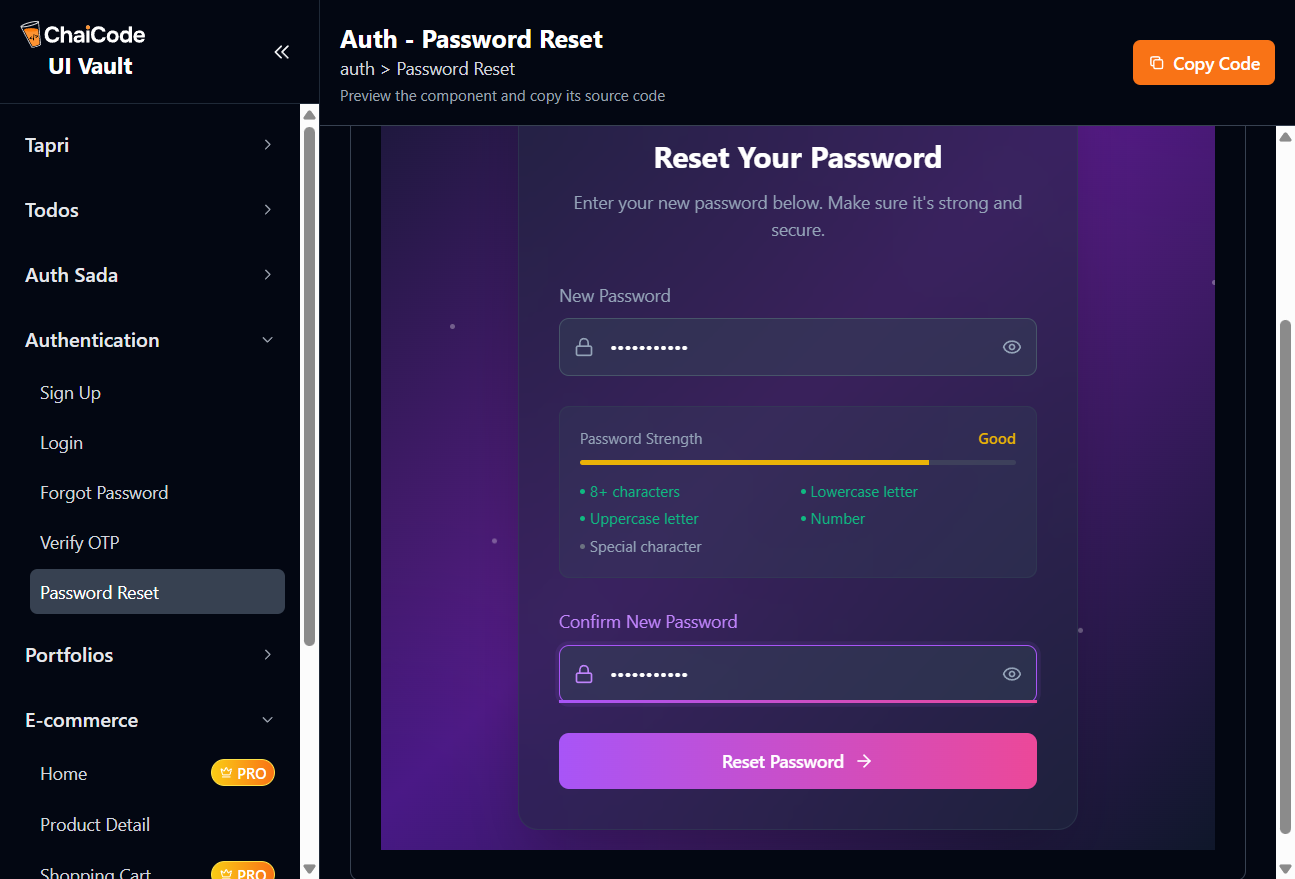 ChaiCode
UI Vault
Tapri
Todos
Auth Sada
Authentication
Sign Up
Login
Forgot Password
Verify OTP
Password Reset
Portfolios
E-commerce
Home
PRO
Product Detail
Shopping Cart
PRO
Auth - Password Reset
auth > Password Reset
Preview the component and copy its source code
Copy Code
Reset Your Password
Enter your new password below. Make sure it's strong and
secure.
New Password
•••••••••••
Password Strength
Good
• 8+ characters
• Lowercase letter
• Uppercase letter
• Number
• Special character
Confirm New Password
•••••••••••
Reset Password →